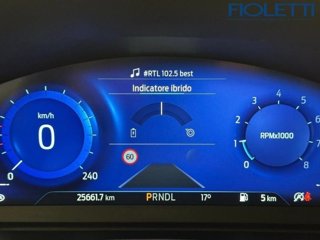 FIOLETTI
#RTL 102.5 best
Indicatore ibrido
km/h
0
0 240
60
RPMx1000
0 1 2 3 4 5 6 7 8
25661.7 km
PRNDL
17°
5 km